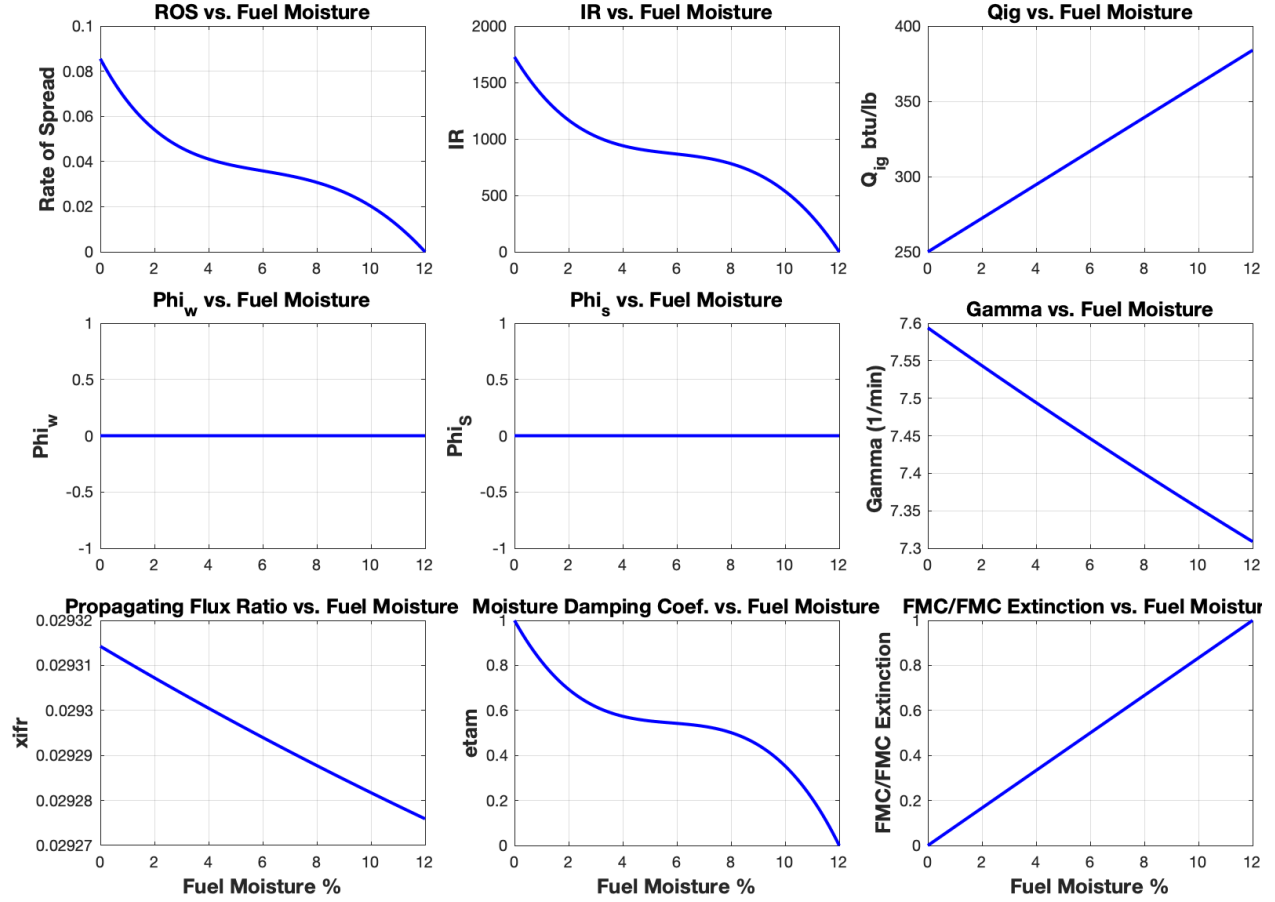 ROS vs. Fuel Moisture
0.1
0.08
0.06
0.04
0.02
0
0 2 4 6 8 10 12
Rate of Spread
IR vs. Fuel Moisture
2000
1500
1000
500
0
0 2 4 6 8 10 12
IR
Qig vs. Fuel Moisture
400
350
300
250
0 2 4 6 8 10 12
Qig btu/lb
Phiw vs. Fuel Moisture
1
0.5
0
-0.5
-1
0 2 4 6 8 10 12
Phiw
Phis vs. Fuel Moisture
1
0.5
0
-0.5
-1
0 2 4 6 8 10 12
PhiS
Gamma vs. Fuel Moisture
7.6
7.55
7.5
7.45
7.4
7.35
7.3
0 2 4 6 8 10 12
Gamma (1/min)
Propagating Flux Ratio vs. Fuel Moisture
0.02932
0.02931
0.0293
0.02929
0.02928
0.02927
0 2 4 6 8 10 12
xifr
Fuel Moisture %
Moisture Damping Coef. vs. Fuel Moisture
1
0.8
0.6
0.4
0.2
0
0 2 4 6 8 10 12
etam
Fuel Moisture %
FMC/FMC Extinction vs. Fuel Moistur
1
0.8
0.6
0.4
0.2
0
0 2 4 6 8 10 12
FMC/FMC Extinction
Fuel Moisture %